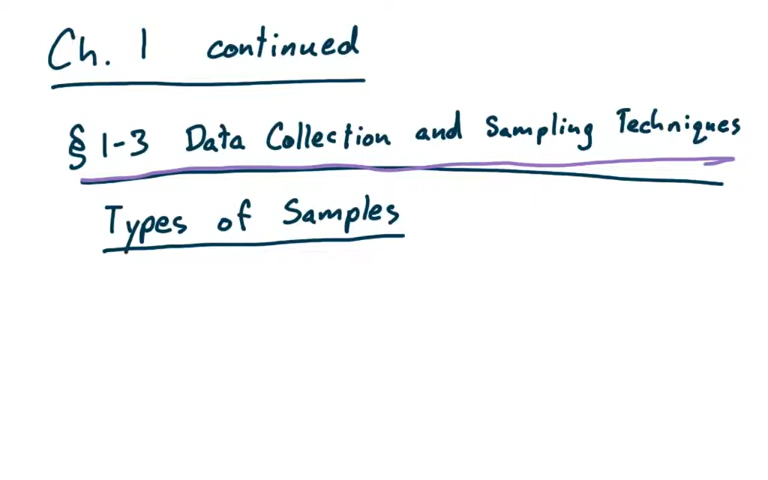 Ch. 1 continued
§ 1-3 Data Collection and Sampling Techniques
Types of Samples